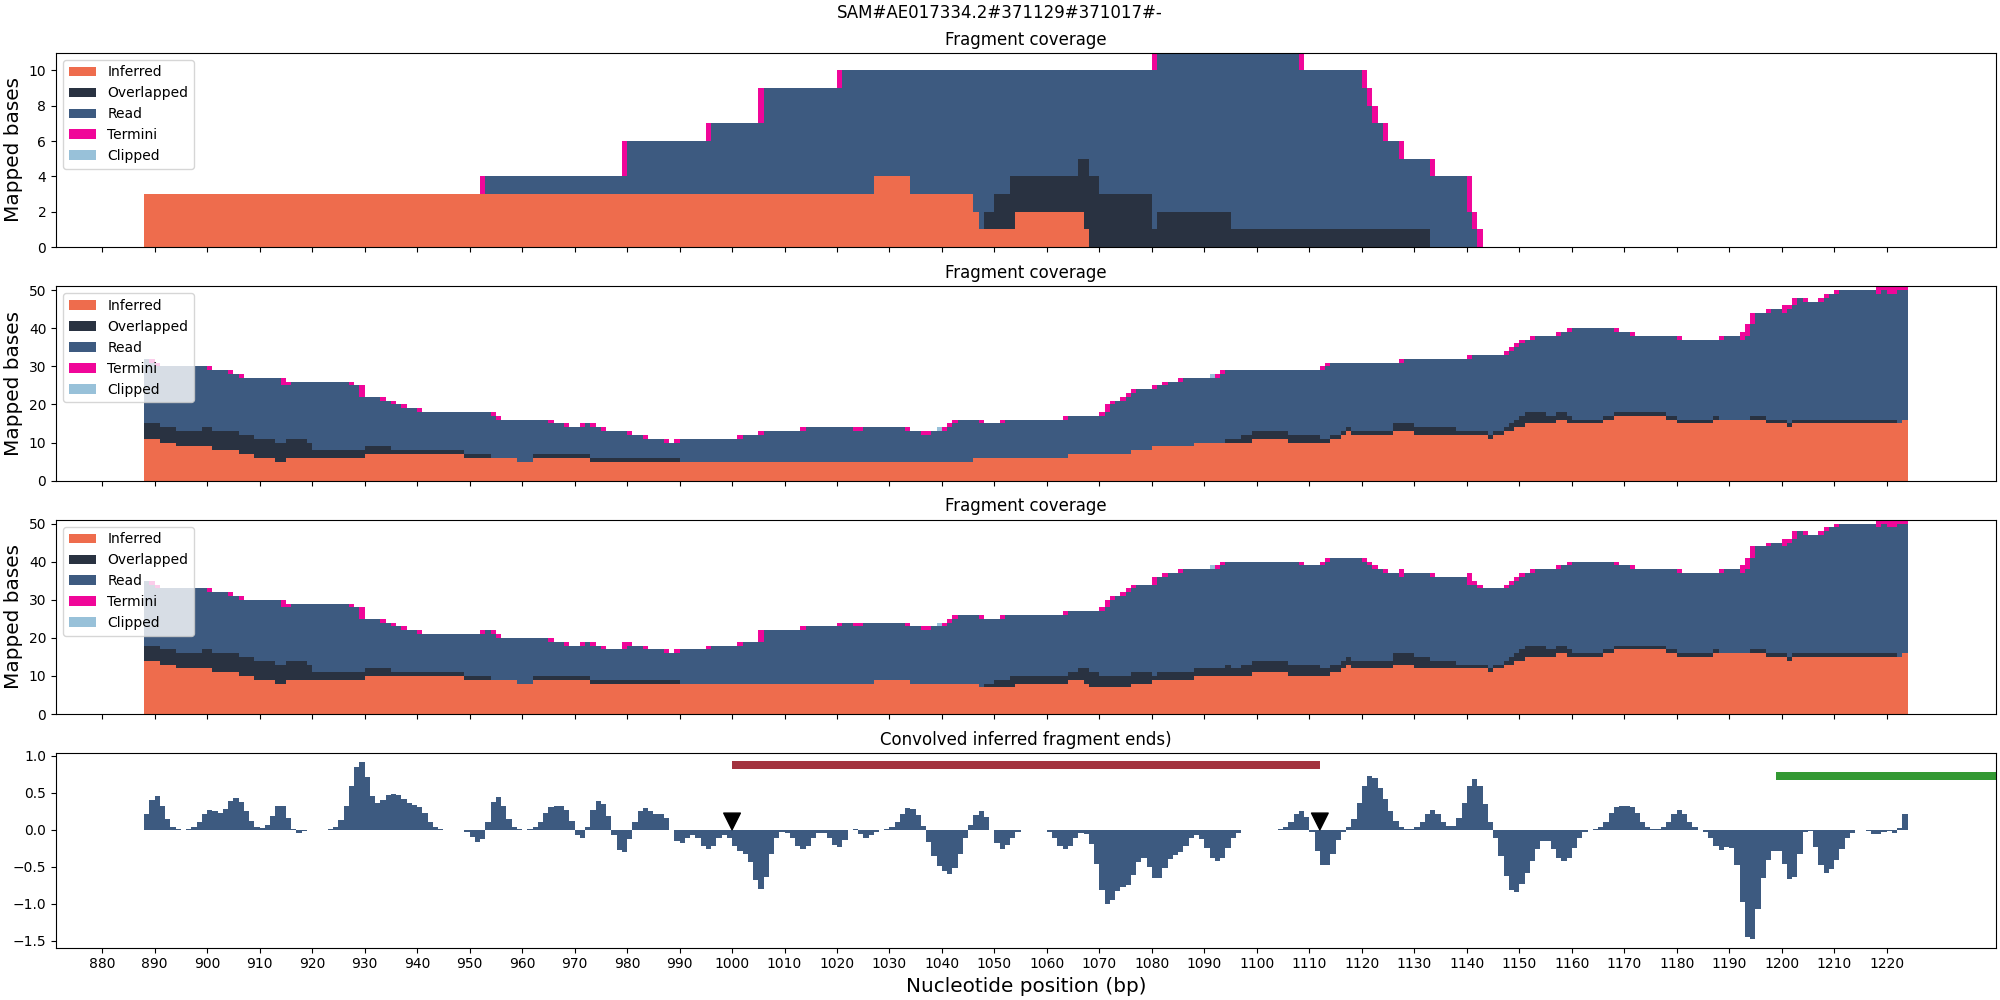 SAM#AE017334.2#371129#371017#-
Fragment coverage
Mapped bases
10
8
6
4
2
0
Inferred
Overlapped
Read
Termini
Clipped
Fragment coverage
Mapped bases
50
40
30
20
10
0
Inferred
Overlapped
Read
Termini
Clipped
Fragment coverage
Mapped bases
50
40
30
20
10
0
Inferred
Overlapped
Read
Termini
Clipped
Convolved inferred fragment ends)
1.0
0.5
0.0
−0.5
−1.0
−1.5
880 890 900 910 920 930 940 950 960 970 980 990 1000 1010 1020 1030 1040 1050 1060 1070 1080 1090 1100 1110 1120 1130 1140 1150 1160 1170 1180 1190 1200 1210 1220
Nucleotide position (bp)